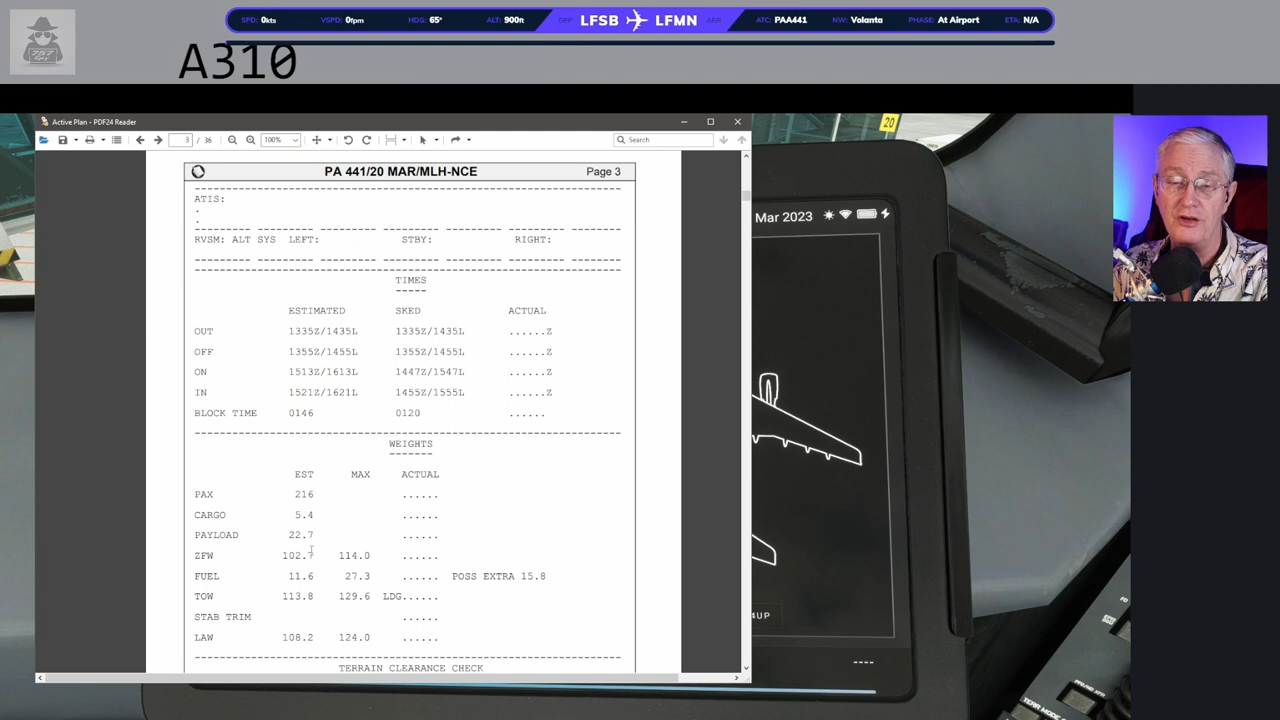 SPD: 0kts VSPD: 0fpm HDG: 65° ALT: 900ft DEP LFSB LFMN ARR ATC: PAA441 NW: Volanta PHASE: At Airport ETA: N/A
757
A310
Active Plan - PDF24 Reader
3 / 36 100% Search
20
PA 441/20 MAR/MLH-NCE Page 3
Mar 2023
ATIS:
.
.
RVSM: ALT SYS LEFT: STBY: RIGHT:
TIMES
ESTIMATED SKED ACTUAL
OUT 1335Z/1435L 1335Z/1435L ......Z
OFF 1355Z/1455L 1355Z/1455L ......Z
ON 1513Z/1613L 1447Z/1547L ......Z
IN 1521Z/1621L 1455Z/1555L ......Z
BLOCK TIME 0146 0120 ......
WEIGHTS
EST MAX ACTUAL
PAX 216 ......
CARGO 5.4 ......
PAYLOAD 22.7 ......
ZFW 102.7 114.0 ......
FUEL 11.6 27.3 ...... POSS EXTRA 15.8
TOW 113.8 129.6 LDG......
STAB TRIM ......
LAW 108.2 124.0 ......
TERRAIN CLEARANCE CHECK